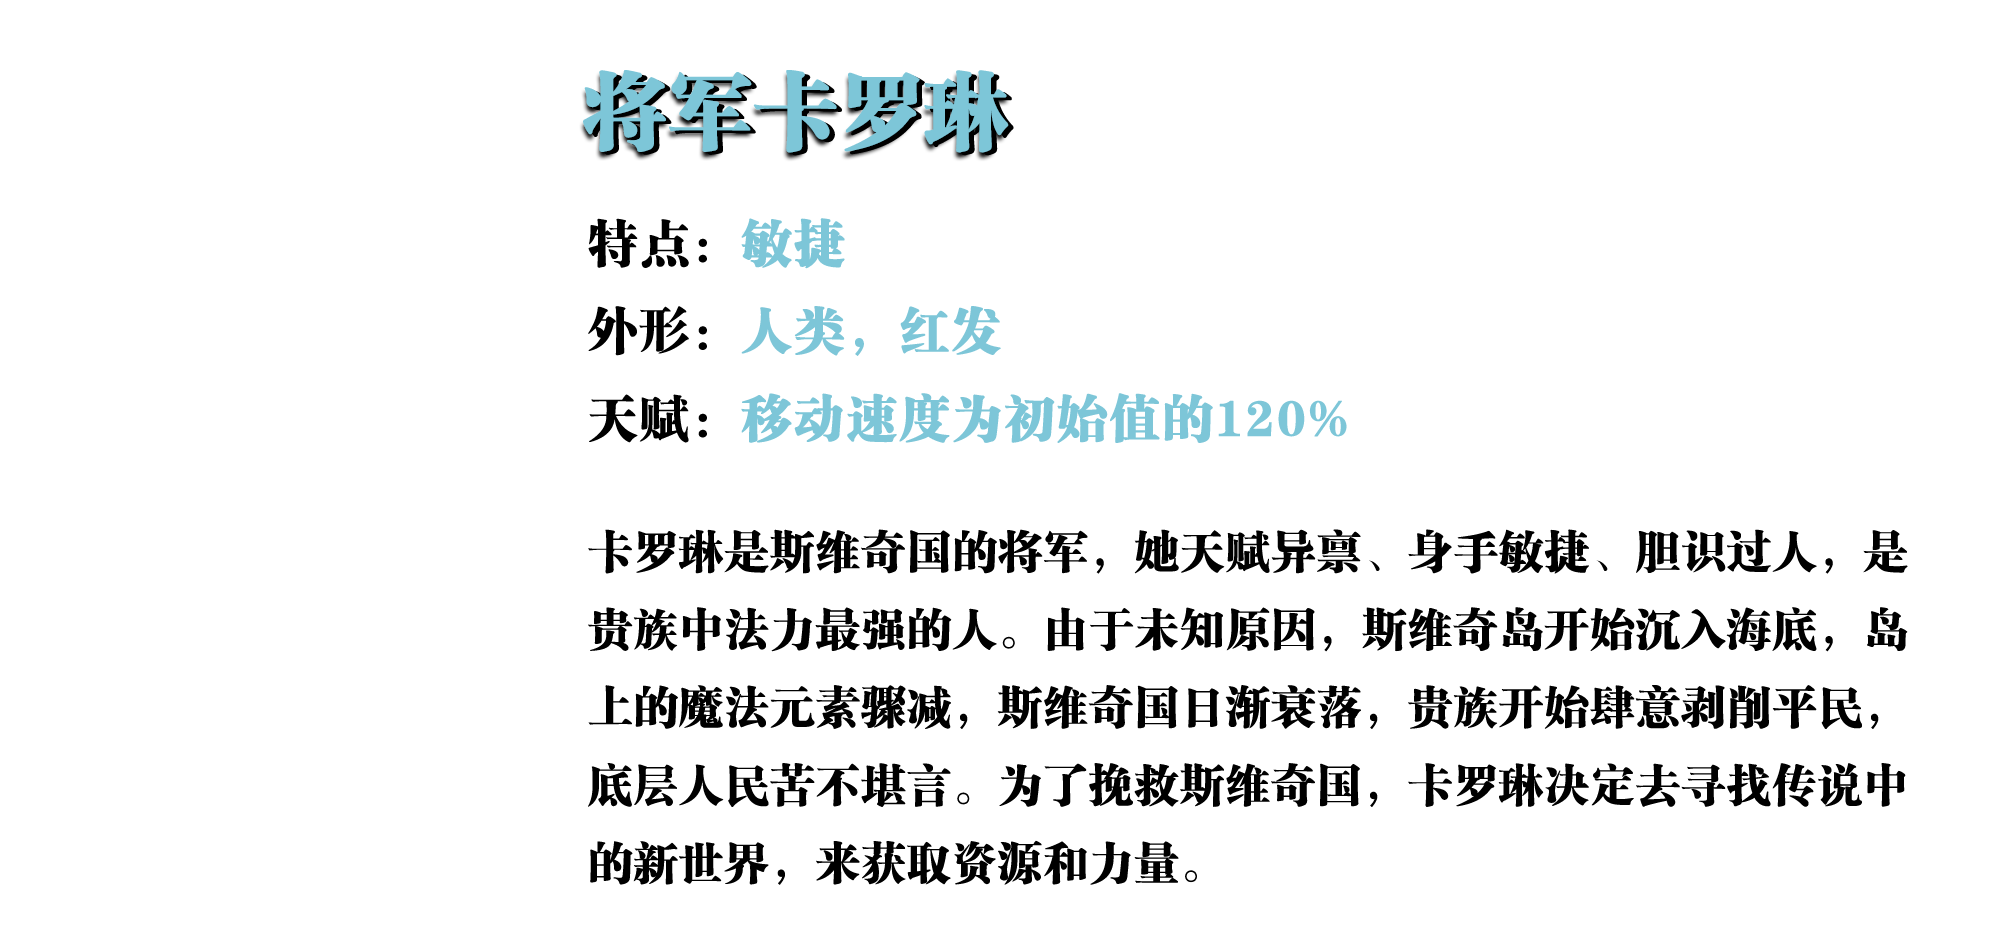 将军卡罗琳
特点：敏捷
外形：人类，红发
天赋：移动速度为初始值的120%
卡罗琳是斯维奇国的将军，她天赋异禀、身手敏捷、胆识过人，是
贵族中法力最强的人。由于未知原因，斯维奇岛开始沉入海底，岛
上的魔法元素骤减，斯维奇国日渐衰落，贵族开始肆意剥削平民，
底层人民苦不堪言。为了挽救斯维奇国，卡罗琳决定去寻找传说中
的新世界，来获取资源和力量。